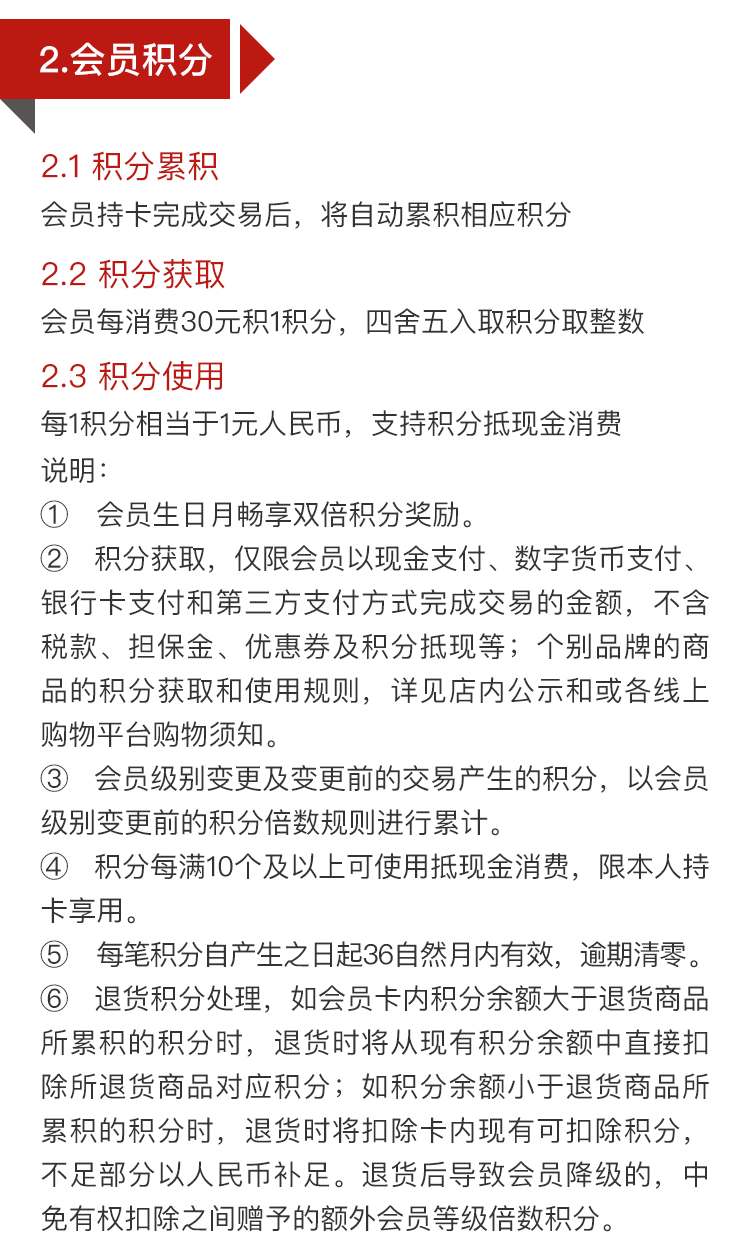 2.会员积分
2.1 积分累积
会员持卡完成交易后，将自动累积相应积分
2.2 积分获取
会员每消费30元积1积分，四舍五入取积分取整数
2.3 积分使用
每1积分相当于1元人民币，支持积分抵现金消费
说明：
① 会员生日月畅享双倍积分奖励。
② 积分获取，仅限会员以现金支付、数字货币支付、
银行卡支付和第三方支付方式完成交易的金额，不含
税款、担保金、优惠券及积分抵现等；个别品牌的商
品的积分获取和使用规则，详见店内公示和或各线上
购物平台购物须知。
③ 会员级别变更及变更前的交易产生的积分，以会员
级别变更前的积分倍数规则进行累计。
④ 积分每满10个及以上可使用抵现金消费，限本人持
卡享用。
⑤ 每笔积分自产生之日起36自然月内有效，逾期清零。
⑥ 退货积分处理，如会员卡内积分余额大于退货商品
所累积的积分时，退货时将从现有积分余额中直接扣
除所退货商品对应积分；如积分余额小于退货商品所
累积的积分时，退货时将扣除卡内现有可扣除积分，
不足部分以人民币补足。退货后导致会员降级的，中
免有权扣除之间赠予的额外会员等级倍数积分。